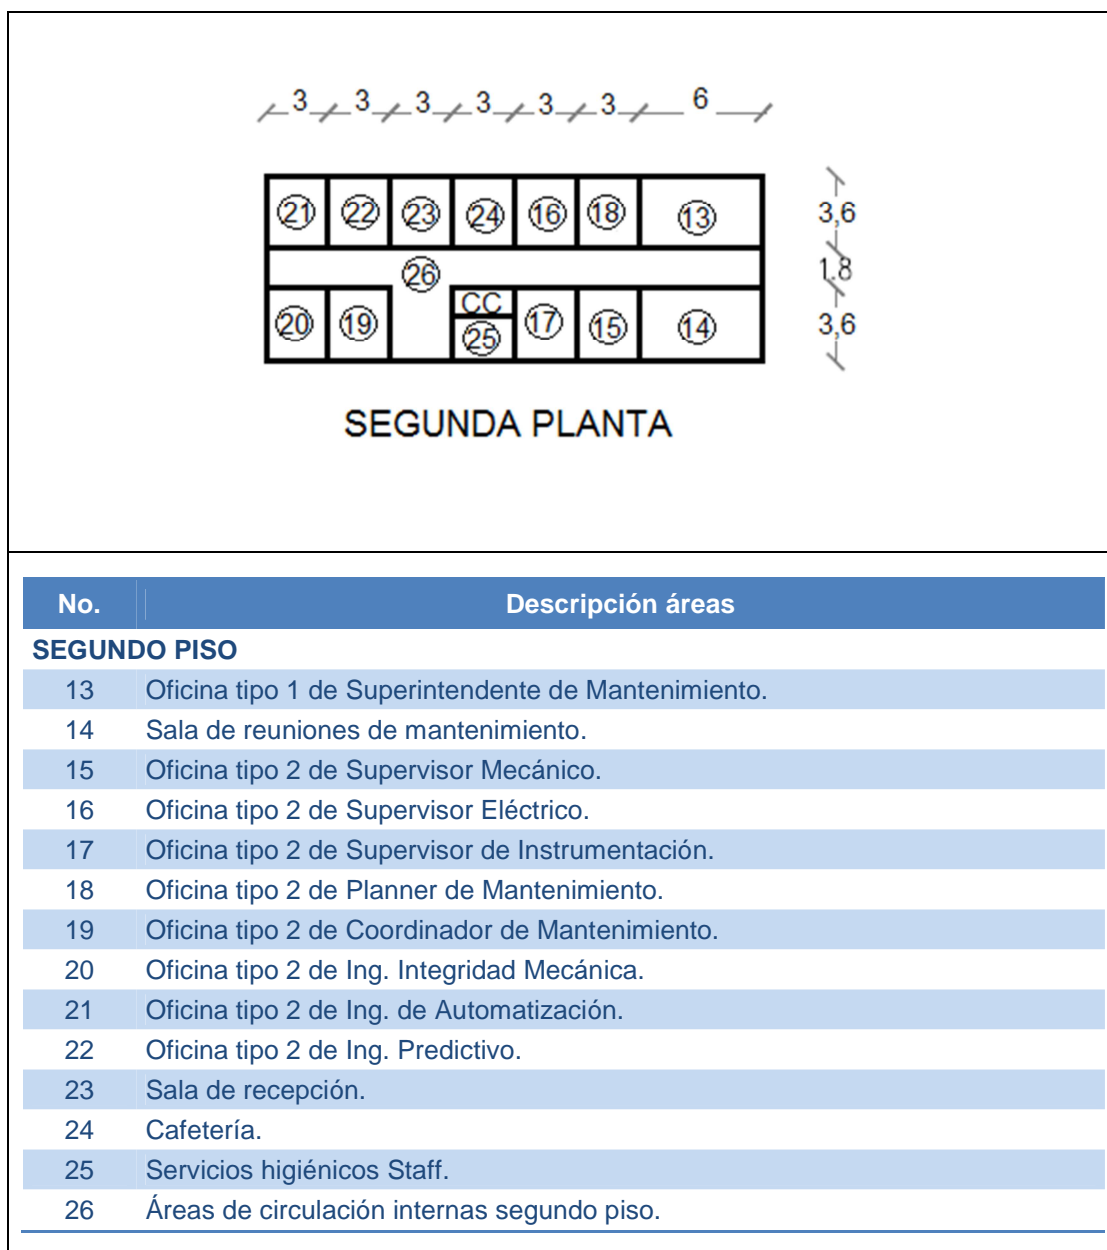 3 3 3 3 3 3 6
21 22 23 24 16 18 13
3,6
26
1.8
CC
20 19 25 17 15 14
3,6
SEGUNDA PLANTA
No. Descripción áreas
SEGUNDO PISO
13 Oficina tipo 1 de Superintendente de Mantenimiento.
14 Sala de reuniones de mantenimiento.
15 Oficina tipo 2 de Supervisor Mecánico.
16 Oficina tipo 2 de Supervisor Eléctrico.
17 Oficina tipo 2 de Supervisor de Instrumentación.
18 Oficina tipo 2 de Planner de Mantenimiento.
19 Oficina tipo 2 de Coordinador de Mantenimiento.
20 Oficina tipo 2 de Ing. Integridad Mecánica.
21 Oficina tipo 2 de Ing. de Automatización.
22 Oficina tipo 2 de Ing. Predictivo.
23 Sala de recepción.
24 Cafetería.
25 Servicios higiénicos Staff.
26 Áreas de circulación internas segundo piso.